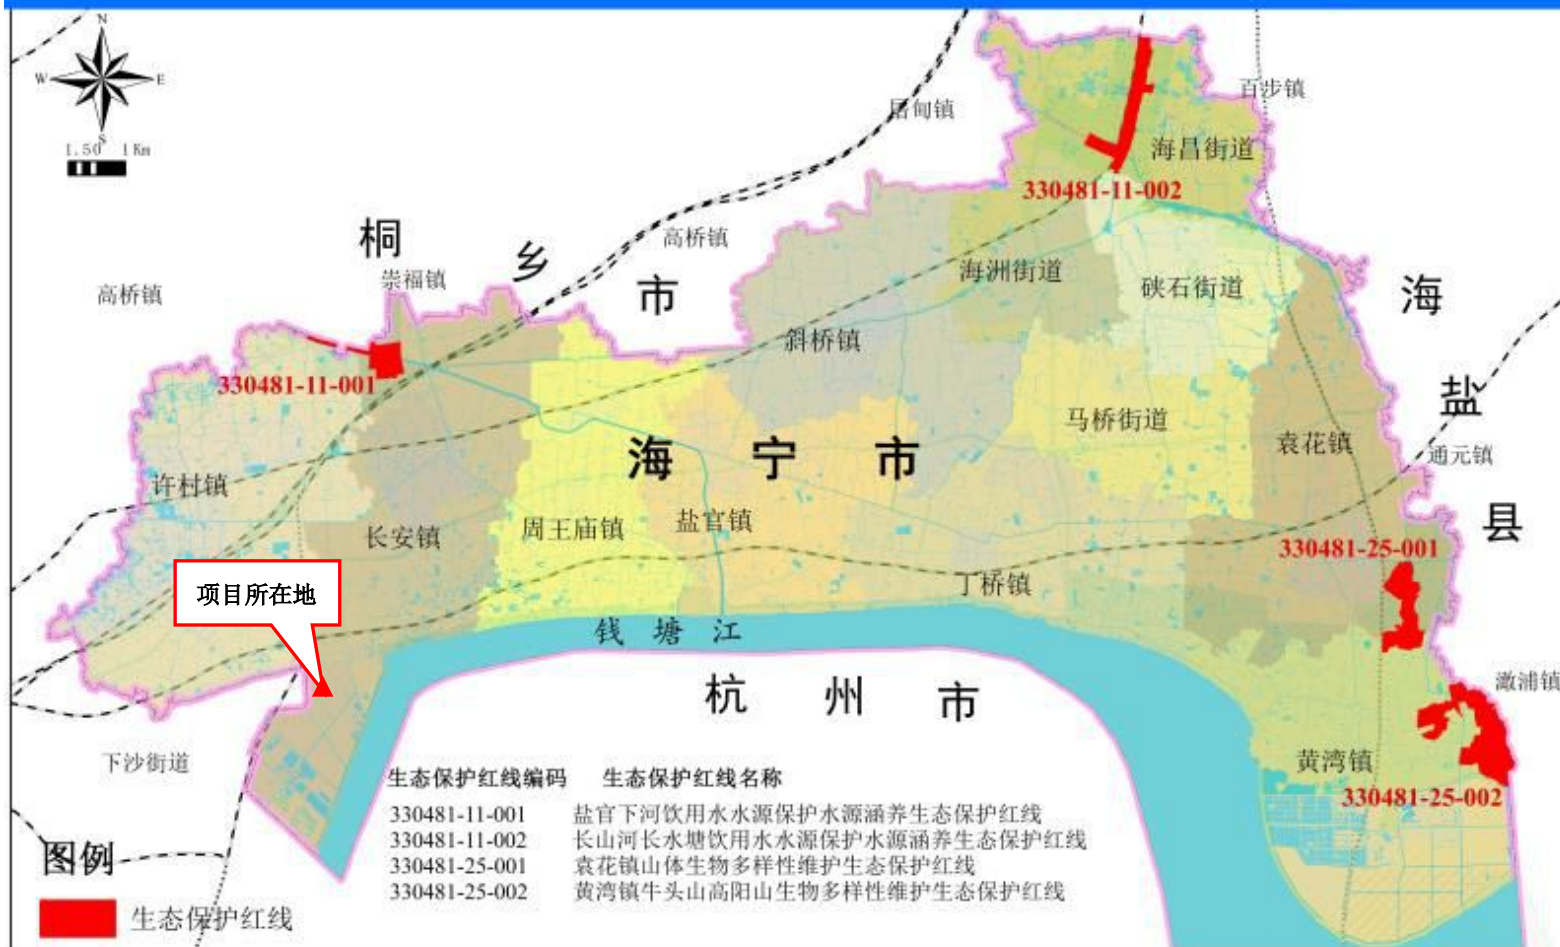 N
W E
S
1.50 1Km
百步镇
屠甸镇
海昌街道
330481-11-002
桐 乡 市
高桥镇
崇福镇
高桥镇
海洲街道
硖石街道
海 盐 县
斜桥镇
330481-11-001
马桥街道
袁花镇
通元镇
海 宁 市
许村镇
长安镇
周王庙镇
盐官镇
330481-25-001
丁桥镇
项目所在地
钱 塘 江
杭 州 市
澉浦镇
下沙街道
黄湾镇
330481-25-002
生态保护红线编码 生态保护红线名称
330481-11-001 盐官下河饮用水水源保护水源涵养生态保护红线
330481-11-002 长山河长水塘饮用水水源保护水源涵养生态保护红线
330481-25-001 袁花镇山体生物多样性维护生态保护红线
330481-25-002 黄湾镇牛头山高阳山生物多样性维护生态保护红线
图例
生态保护红线